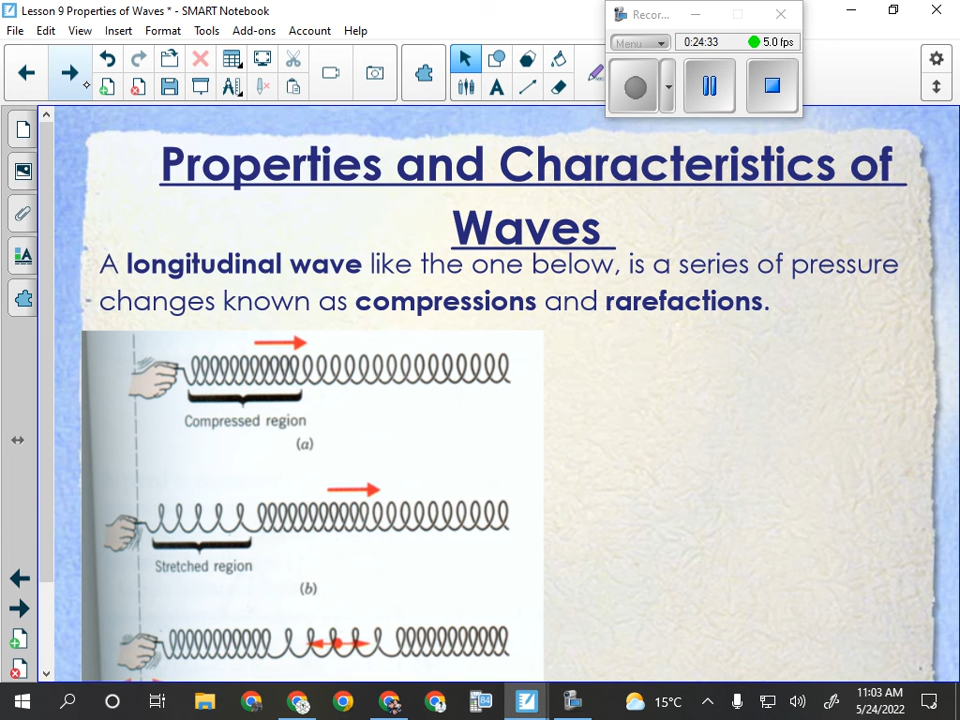 Lesson 9 Properties of Waves * - SMART Notebook
Recor...
File Edit View Insert Format Tools Add-ons Account Help
Menu 0:24:33 5.0 fps
Properties and Characteristics of
Waves
A longitudinal wave like the one below, is a series of pressure
changes known as compressions and rarefactions.
Compressed region
(a)
Stretched region
(b)
15°C
11:03 AM
5/24/2022